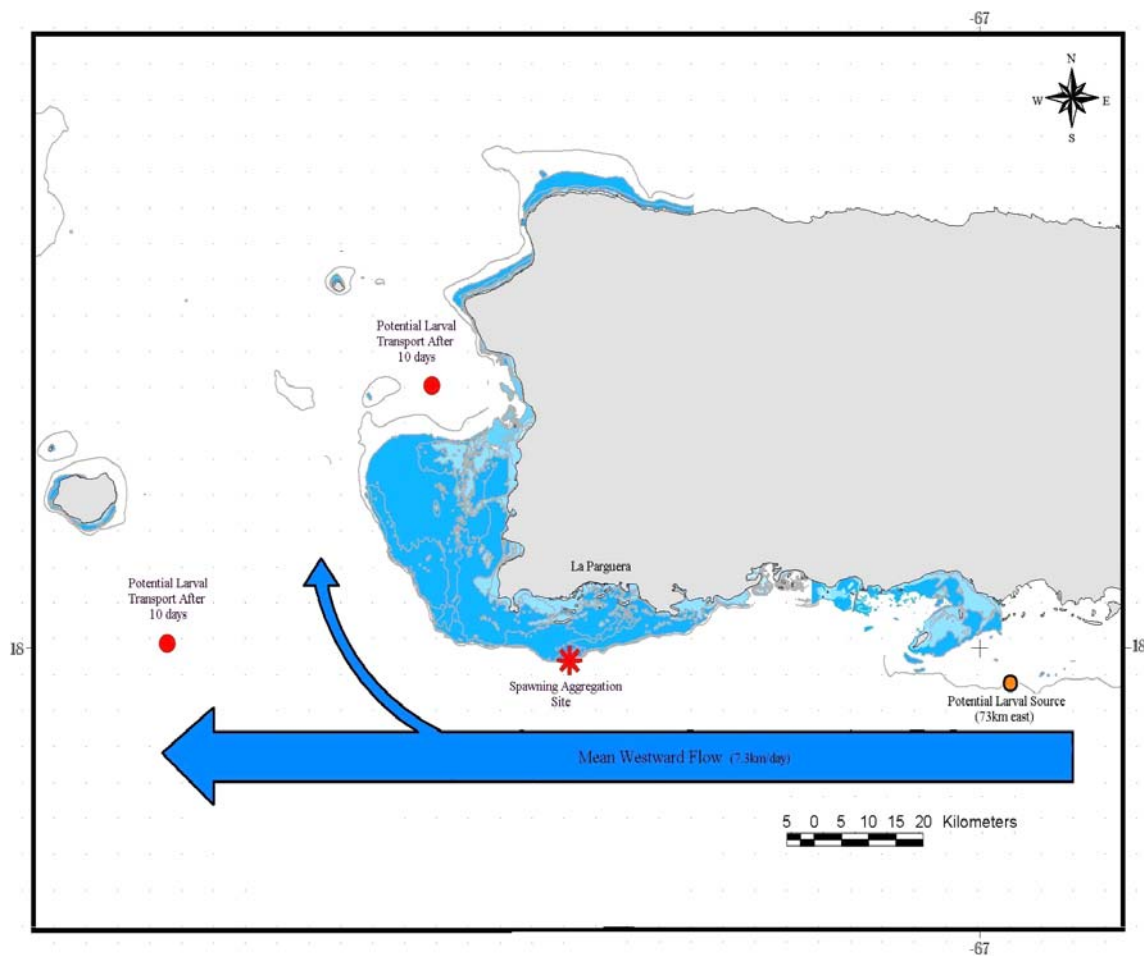 -67
N
W E
S
Potential Larval
Transport After
10 days
La Parguera
Potential Larval
Transport After
10 days
18
18
Spawning Aggregation
Site
Potential Larval Source
(73km east)
Mean Westward Flow (7.3km/day)
5 0 5 10 15 20 Kilometers
-67